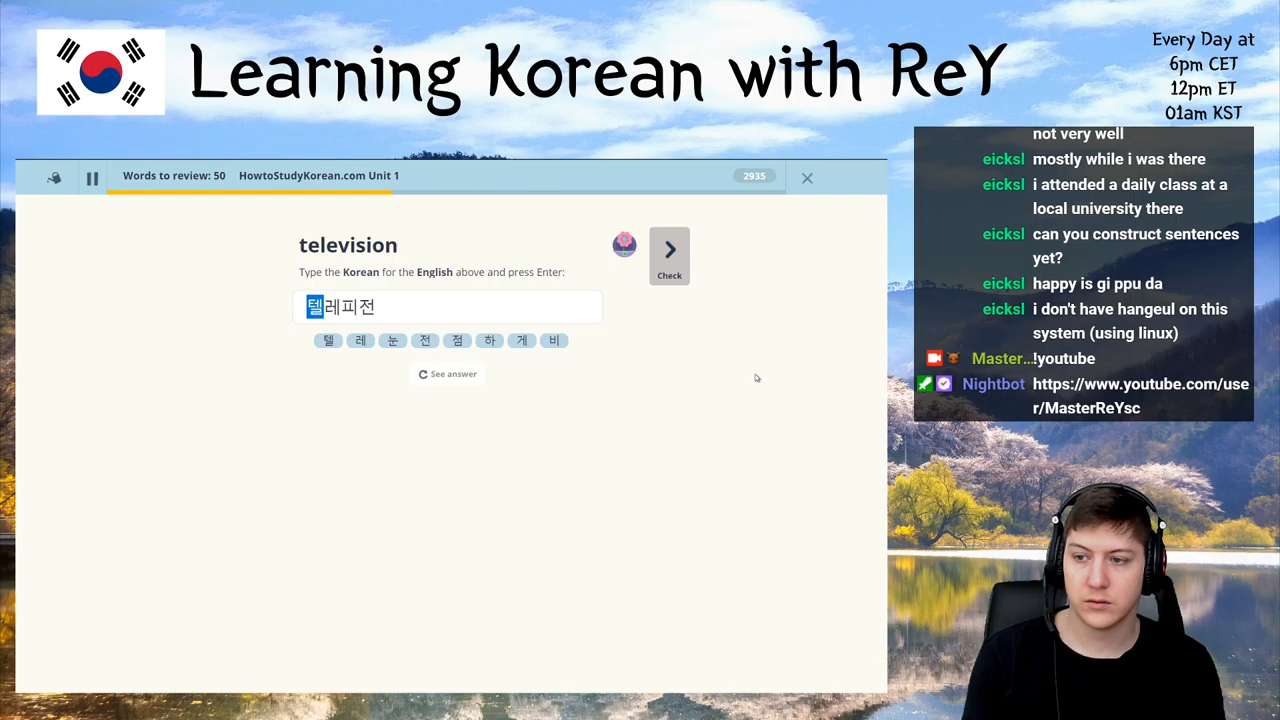 Learning Korean with ReY
Every Day at
6pm CET
12pm ET
01am KST
Words to review: 50 HowtoStudyKorean.com Unit 1 2935
television
Type the Korean for the English above and press Enter:
Check
텔레피전
텔 레 눈 전 점 하 게 비
See answer
not very well
eicksl mostly while i was there
eicksl i attended a daily class at a
local university there
eicksl can you construct sentences
yet?
eicksl happy is gi ppu da
eicksl i don't have hangeul on this
system (using linux)
Master... !youtube
Nightbot https://www.youtube.com/use
r/MasterReYsc